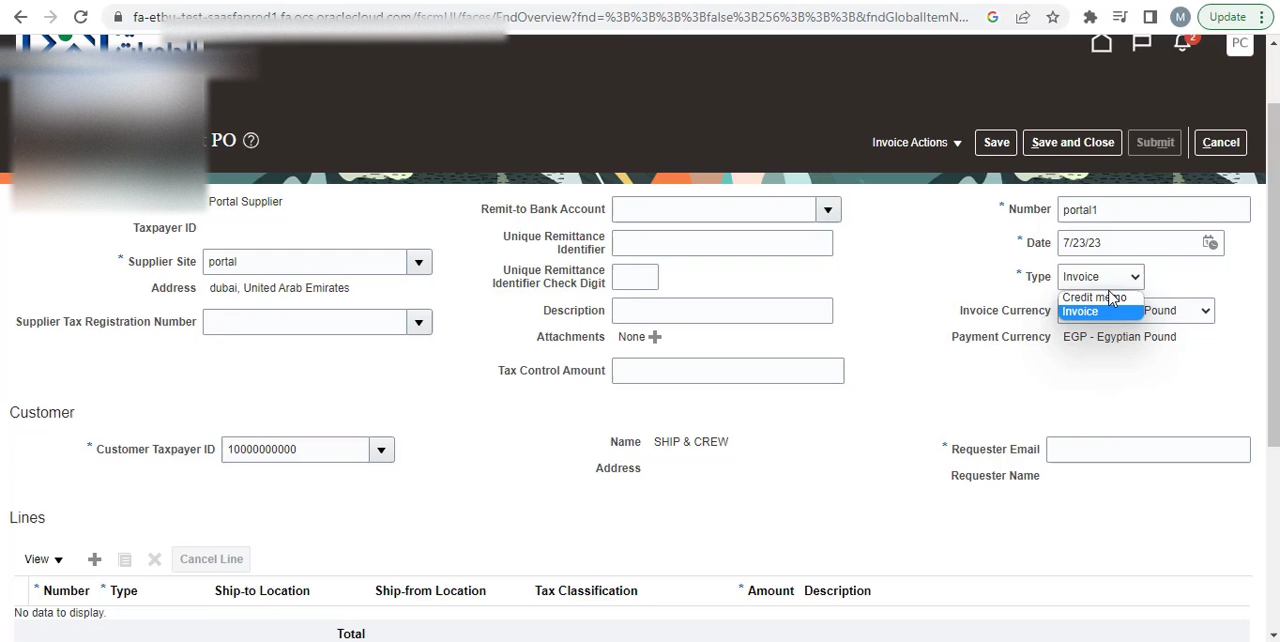 fa-etbu-test-saasfaprod1.fa.ocs.oraclecloud.com/fscmUI/faces/FndOverview?fnd=%3B%3B%3B%3Bfalse%3B256%3B%3B%3B&fndGlobalItemN...
M
Update
2
PC
PO
Invoice Actions
Save
Save and Close
Submit
Cancel
Portal Supplier
Taxpayer ID
* Supplier Site portal
Address dubai, United Arab Emirates
Supplier Tax Registration Number
Remit-to Bank Account
Unique Remittance
Identifier
Unique Remittance
Identifier Check Digit
Description
Attachments None
Tax Control Amount
* Number portal1
* Date 7/23/23
* Type Invoice
Credit memo
Invoice
Invoice Currency Pound
Payment Currency EGP - Egyptian Pound
Customer
* Customer Taxpayer ID 10000000000
Name SHIP & CREW
Address
* Requester Email
Requester Name
Lines
View
Cancel Line
* Number * Type Ship-to Location Ship-from Location Tax Classification * Amount Description
No data to display.
Total